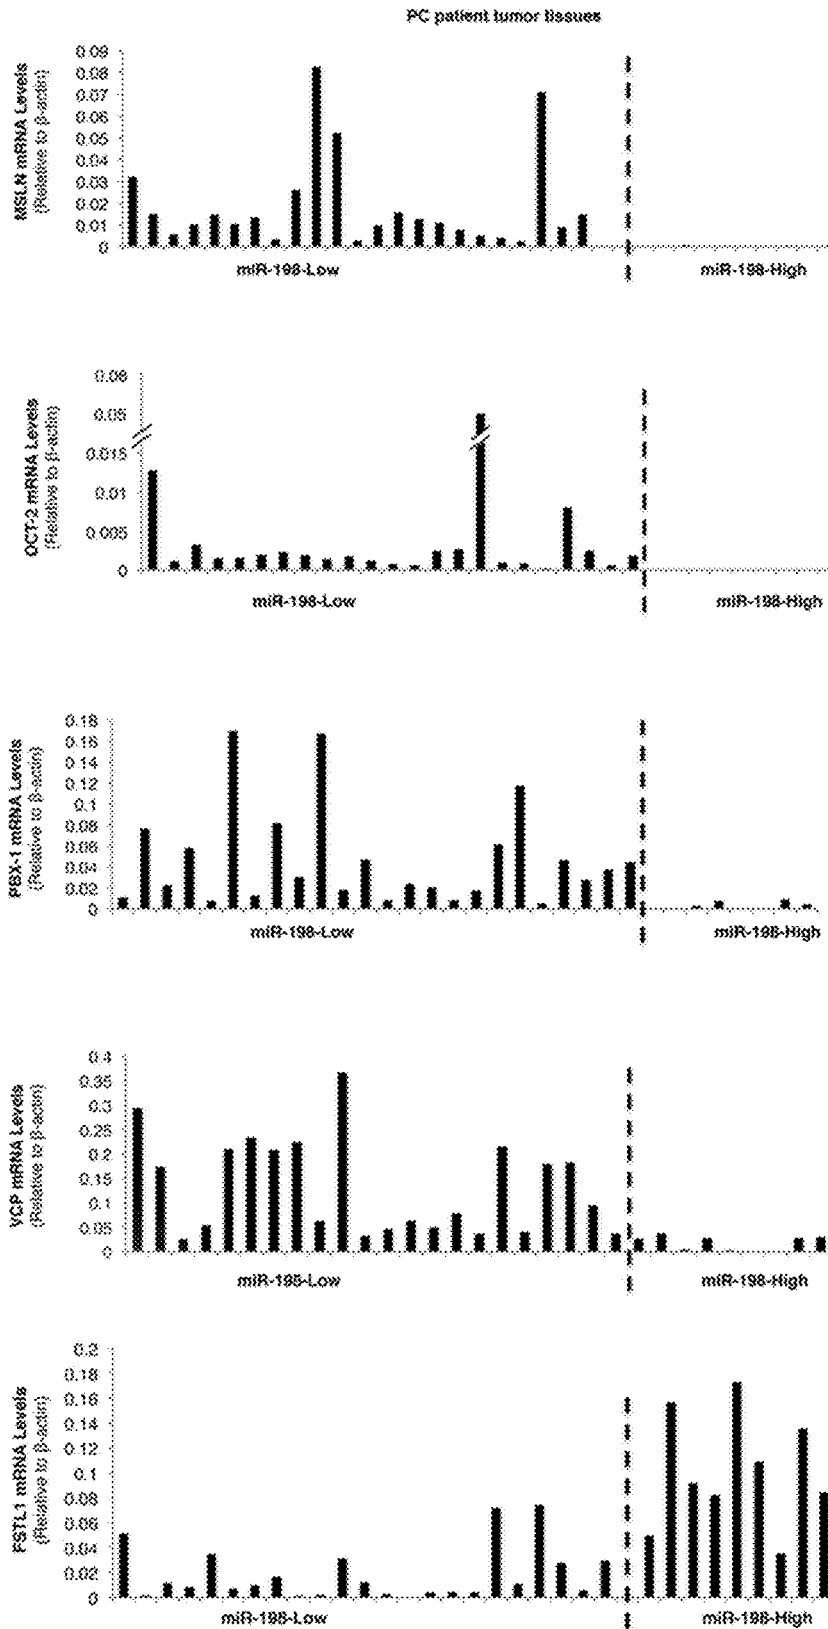 PC patient tumor tissues
MSLN mRNA Levels
(Relative to β-actin)
0.09
0.08
0.07
0.06
0.05
0.04
0.03
0.02
0.01
0
miR-198-Low
miR-198-High
OCT-2 mRNA Levels
(Relative to β-actin)
0.06
0.05
0.015
0.01
0.005
0
miR-198-Low
miR-198-High
PBX-1 mRNA Levels
(Relative to β-actin)
0.18
0.16
0.14
0.12
0.1
0.08
0.06
0.04
0.02
0
miR-198-Low
miR-198-High
VCP mRNA Levels
(Relative to β-actin)
0.4
0.35
0.3
0.25
0.2
0.15
0.1
0.05
0
miR-198-Low
miR-198-High
FSTL1 mRNA Levels
(Relative to β-actin)
0.2
0.18
0.16
0.14
0.12
0.1
0.08
0.06
0.04
0.02
0
miR-198-Low
miR-198-High